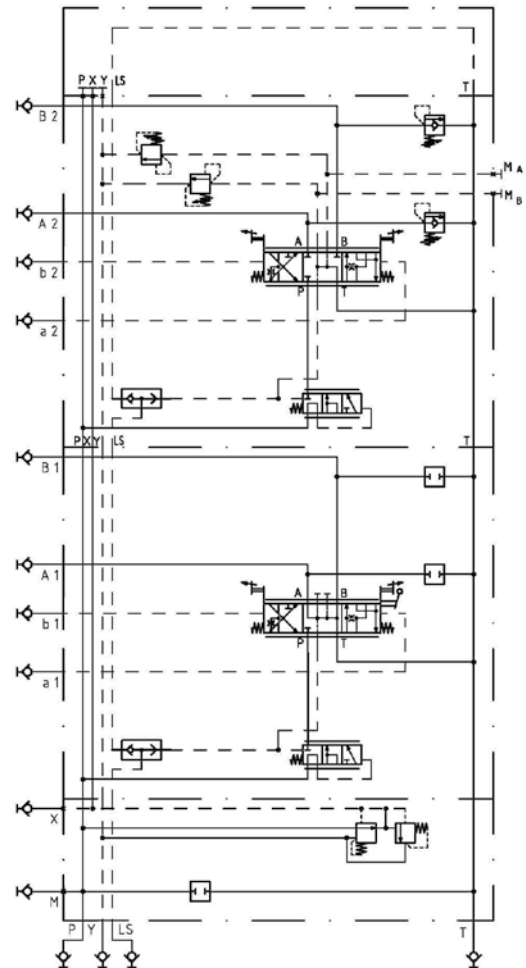 P X Y LS T
B 2
M A
M B
A 2
A B
b 2
P T
a 2
P X Y LS T
B 1
A 1
A B
b 1
P T
a 1
X
M
P Y LS T